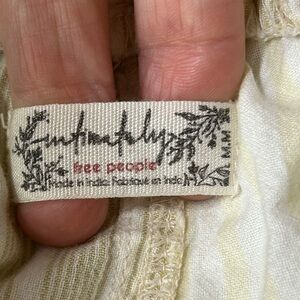 intimately
free people
Made in India. Fabriqué en Inde
M.M